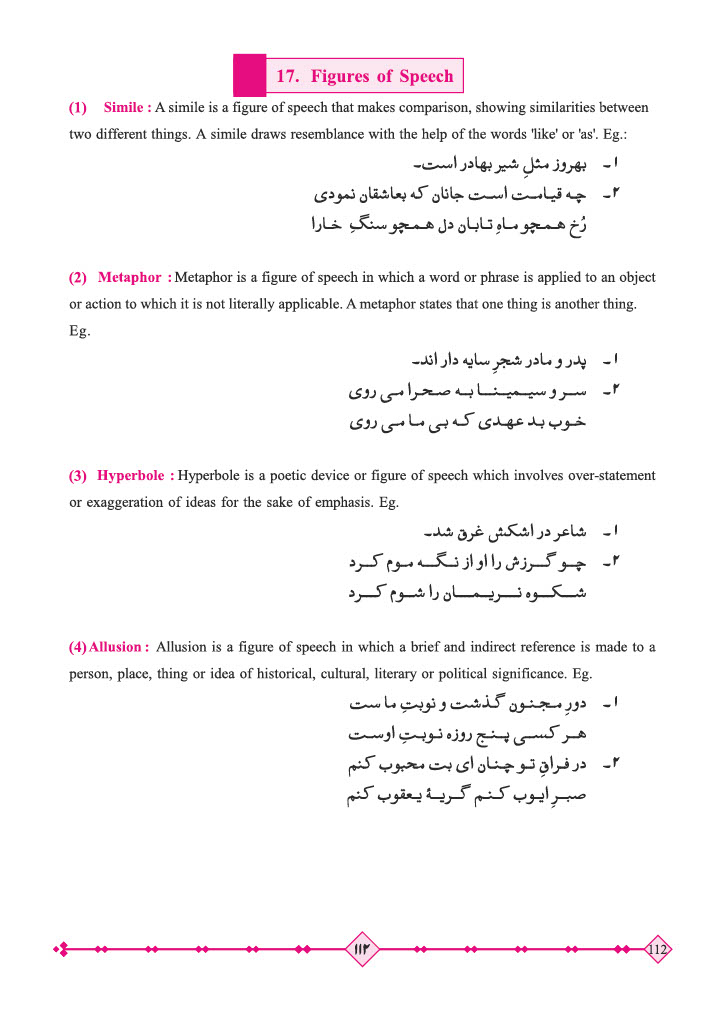 17. Figures of Speech
(1) Simile : A simile is a figure of speech that makes comparison, showing similarities between
two different things. A simile draws resemblance with the help of the words 'like' or 'as'. Eg.:
۱۔ بهروز مثلِ شیر بهادر است۔
۲۔ چه قیامت است جانان که بعاشقان نمودی
رُخ همچو ماهِ تابان دل همچو سنگِ خارا
(2) Metaphor : Metaphor is a figure of speech in which a word or phrase is applied to an object
or action to which it is not literally applicable. A metaphor states that one thing is another thing.
Eg.
۱۔ پدر و مادر شجرِ سایه دار اند۔
۲۔ سر و سیمینا به صحرا می روی
خوب بد عهدی که بی ما می روی
(3) Hyperbole : Hyperbole is a poetic device or figure of speech which involves over-statement
or exaggeration of ideas for the sake of emphasis. Eg.
۱۔ شاعر در اشکش غرق شد۔
۲۔ چو گرزش را او از نگه موم کرد
شکوه نریمان را شوم کرد
(4) Allusion : Allusion is a figure of speech in which a brief and indirect reference is made to a
person, place, thing or idea of historical, cultural, literary or political significance. Eg.
۱۔ دورِ مجنون گذشت و نوبتِ ما ست
هر کسی پنج روزه نوبتِ اوست
۲۔ در فراقِ تو چنان ای بت محبوب کنم
صبرِ ایوب کنم گریۂ یعقوب کنم
۱۱۲
112